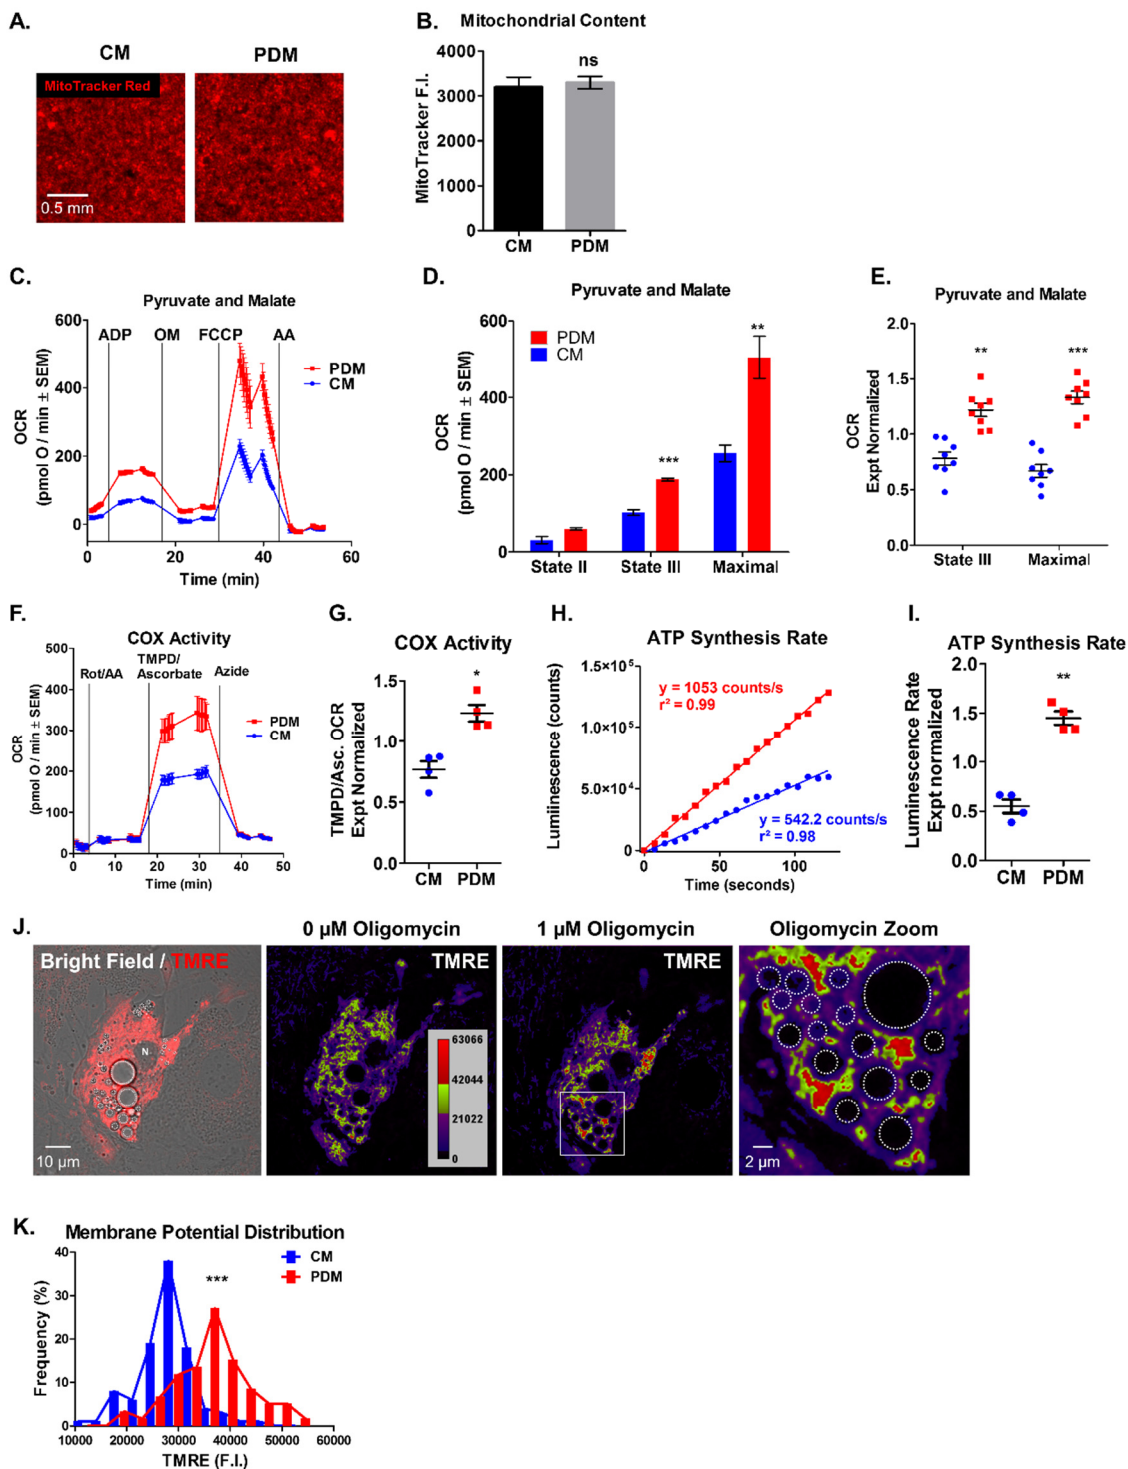 A.
CM
PDM
MitoTracker Red
0.5 mm
B.
Mitochondrial Content
MitoTracker F.I.
4000
3000
2000
1000
0
ns
CM
PDM
C.
Pyruvate and Malate
OCR
(pmol O / min ± SEM)
600
400
200
0
ADP
OM
FCCP
AA
PDM
CM
0
20
40
60
Time (min)
D.
Pyruvate and Malate
OCR
(pmol O / min ± SEM)
600
400
200
0
PDM
CM
***
**
State II
State III
Maximal
E.
Pyruvate and Malate
OCR
Expt Normalized
2.0
1.5
1.0
0.5
0.0
**
***
State III
Maximal
F.
COX Activity
OCR
(pmol O / min ± SEM)
500
400
300
200
100
0
Rot/AA
TMPD/
Ascorbate
Azide
PDM
CM
0 10 20 30 40 50
Time (min)
G.
COX Activity
TMPD/Asc. OCR
Expt Normalized
1.5
1.0
0.5
0.0
*
CM
PDM
H.
ATP Synthesis Rate
Luminescence (counts)
1.5×10⁵
1.0×10⁵
5.0×10⁴
0
y = 1053 counts/s
r² = 0.99
y = 542.2 counts/s
r² = 0.98
0
50
100
Time (seconds)
I.
ATP Synthesis Rate
Luminescence Rate
Expt normalized
2.0
1.5
1.0
0.5
0.0
**
CM
PDM
J.
Bright Field / TMRE
N
10 µm
0 µM Oligomycin
TMRE
63066
42044
21022
0
1 µM Oligomycin
TMRE
Oligomycin Zoom
2 µm
K.
Membrane Potential Distribution
Frequency (%)
40
30
20
10
0
CM
PDM
***
10000 20000 30000 40000 50000 60000
TMRE (F.I.)